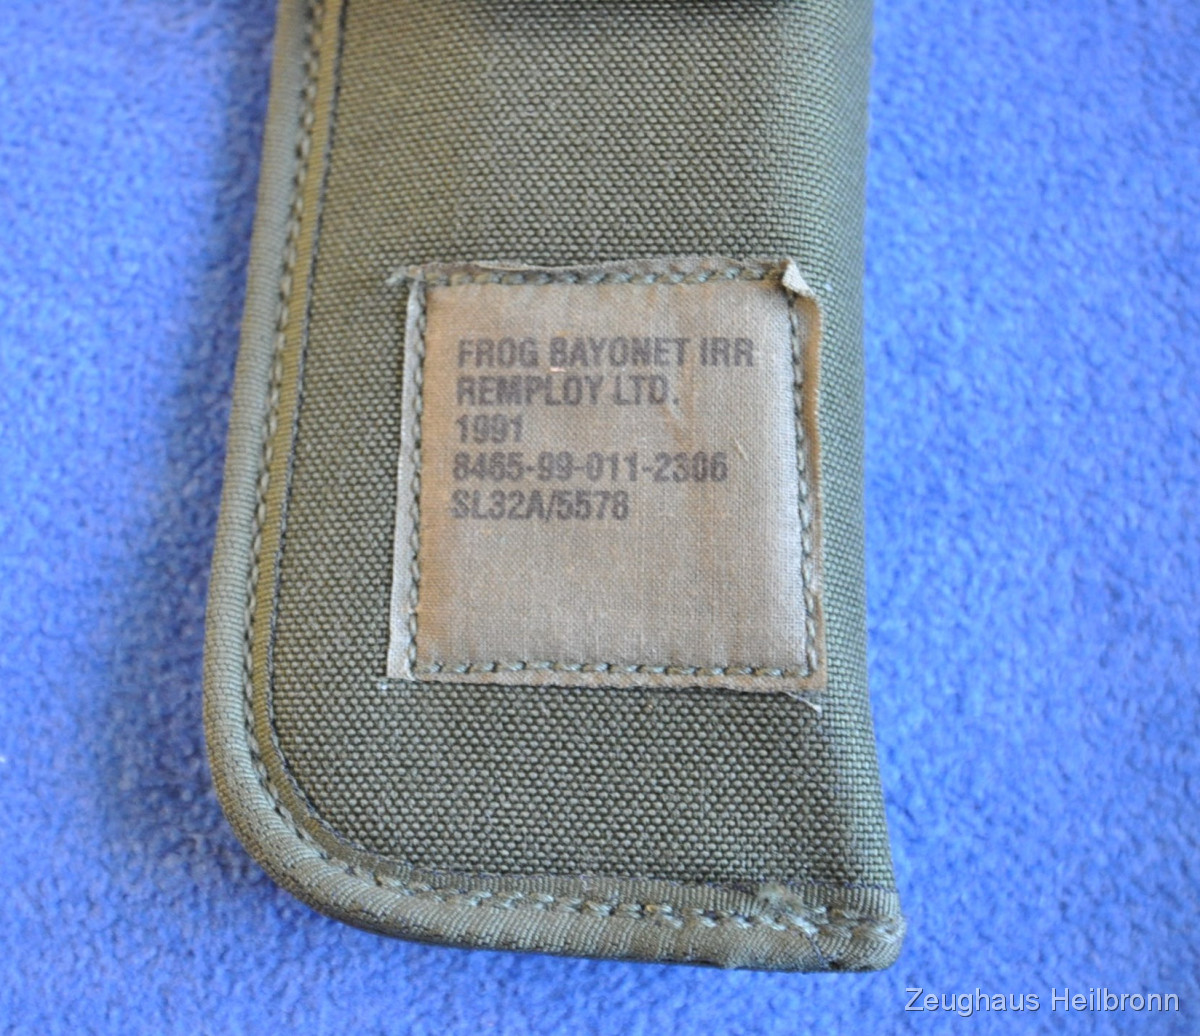 FROG BAYONET IRR
REMPLOY LTD.
1991
8465-99-011-2306
SL32A/5578
Zeughaus Heilbronn